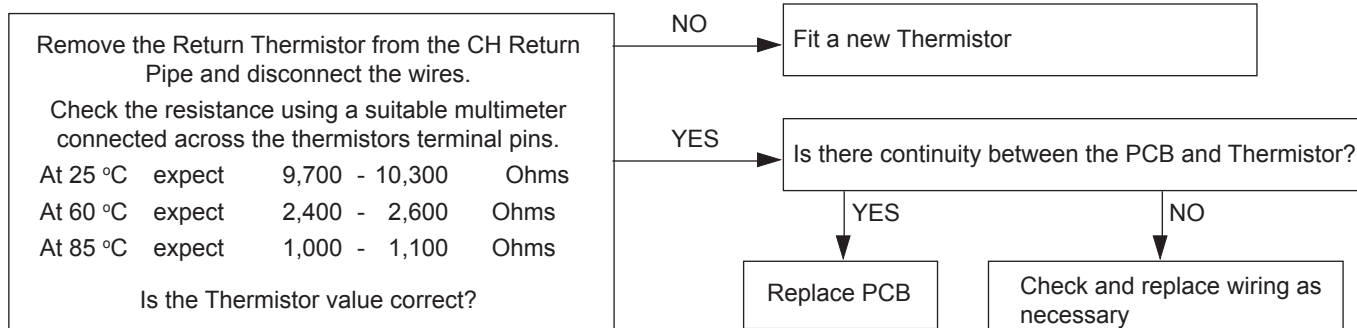 Remove the Return Thermistor from the CH Return
Pipe and disconnect the wires.
Check the resistance using a suitable multimeter
connected across the thermistors terminal pins.
At 25 °C expect 9,700 - 10,300 Ohms
At 60 °C expect 2,400 - 2,600 Ohms
At 85 °C expect 1,000 - 1,100 Ohms
Is the Thermistor value correct?
NO
Fit a new Thermistor
YES
Is there continuity between the PCB and Thermistor?
YES
NO
Replace PCB
Check and replace wiring as
necessary